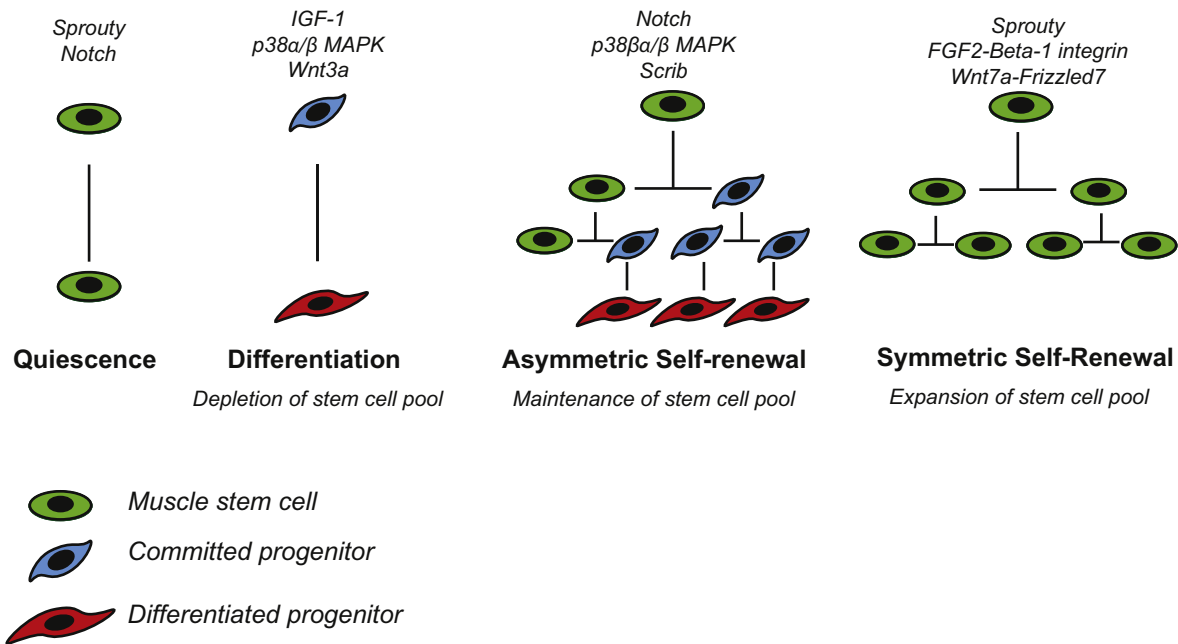 Sprouty
Notch
IGF-1
p38α/β MAPK
Wnt3a
Notch
p38βα/β MAPK
Scrib
Sprouty
FGF2-Beta-1 integrin
Wnt7a-Frizzled7
Quiescence
Differentiation
Depletion of stem cell pool
Asymmetric Self-renewal
Maintenance of stem cell pool
Symmetric Self-Renewal
Expansion of stem cell pool
Muscle stem cell
Committed progenitor
Differentiated progenitor